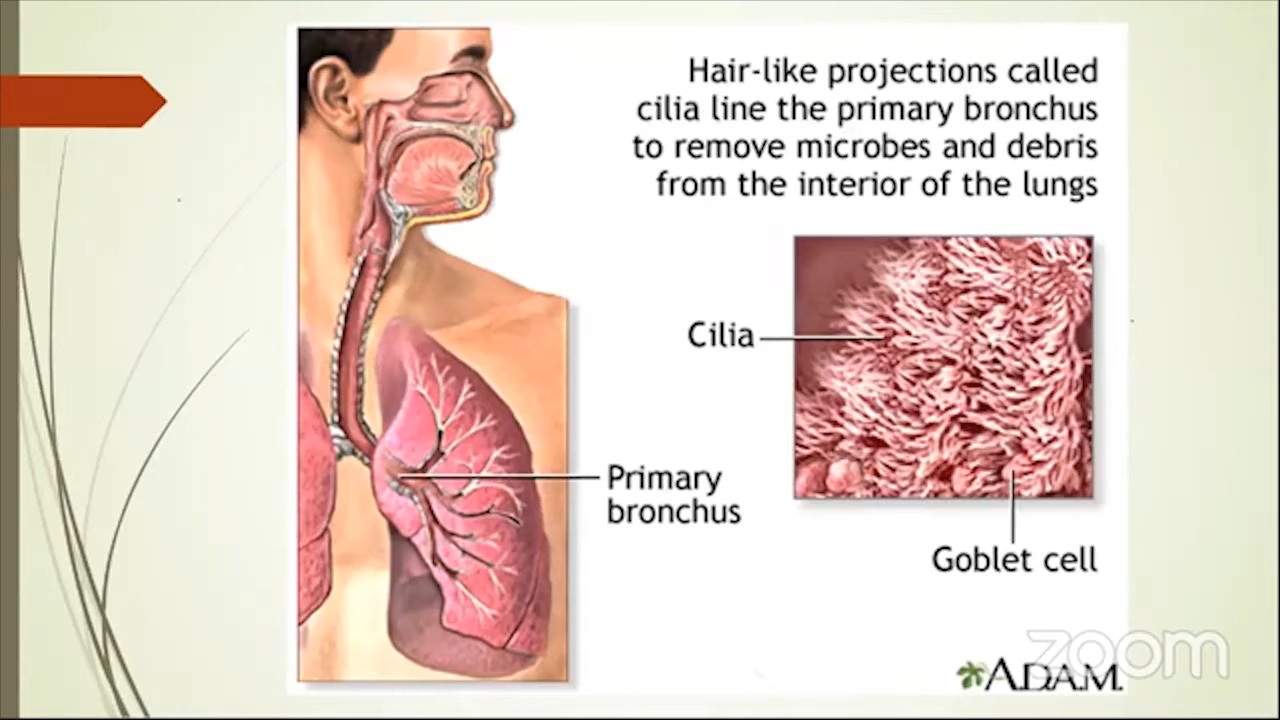 Hair-like projections called
cilia line the primary bronchus
to remove microbes and debris
from the interior of the lungs
Cilia
Primary
bronchus
Goblet cell
zoom
A.D.A.M.